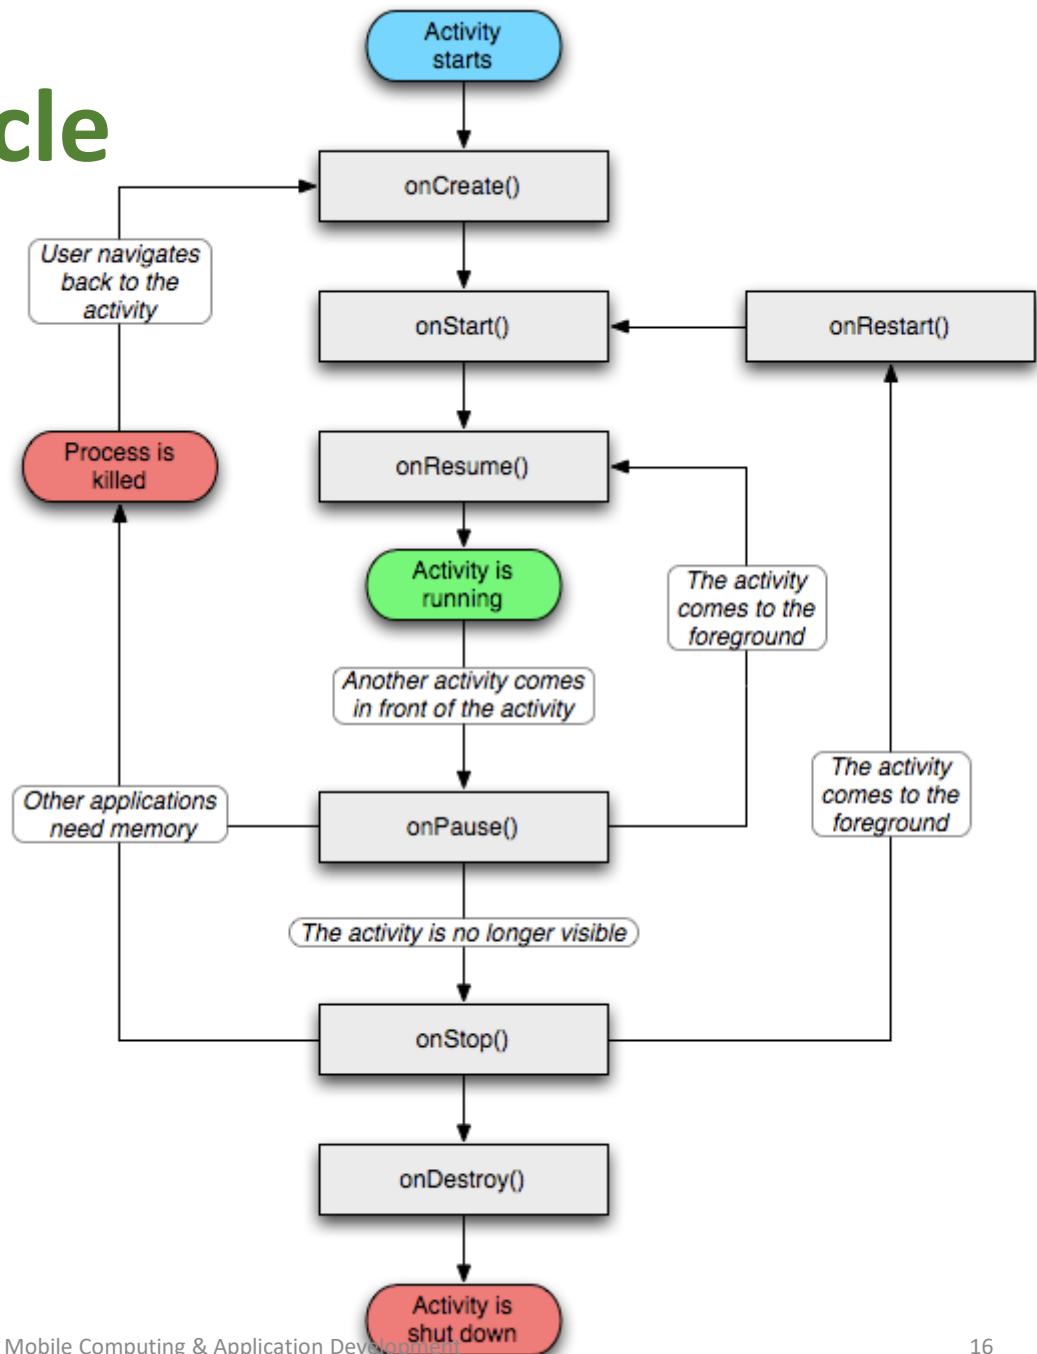 Activity
starts
cle
onCreate()
User navigates
back to the
activity
onStart()
onRestart()
Process is
killed
onResume()
Activity is
running
The activity
comes to the
foreground
Another activity comes
in front of the activity
The activity
comes to the
foreground
Other applications
need memory
onPause()
The activity is no longer visible
onStop()
onDestroy()
Activity is
shut down
Mobile Computing & Application Development
16